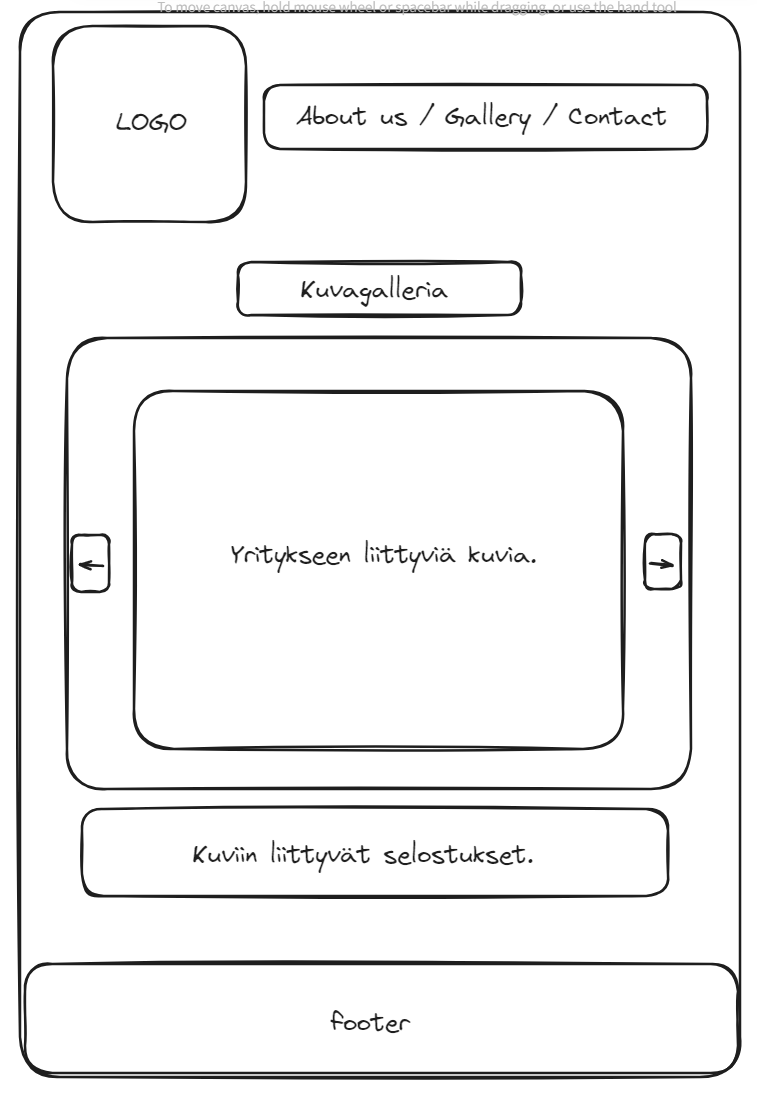 To move canvas, hold mouse wheel or spacebar while dragging, or use the hand tool
LOGO
About us / Gallery / Contact
Kuvagalleria
Yritykseen liittyviä kuvia.
Kuviin liittyvät selostukset.
footer